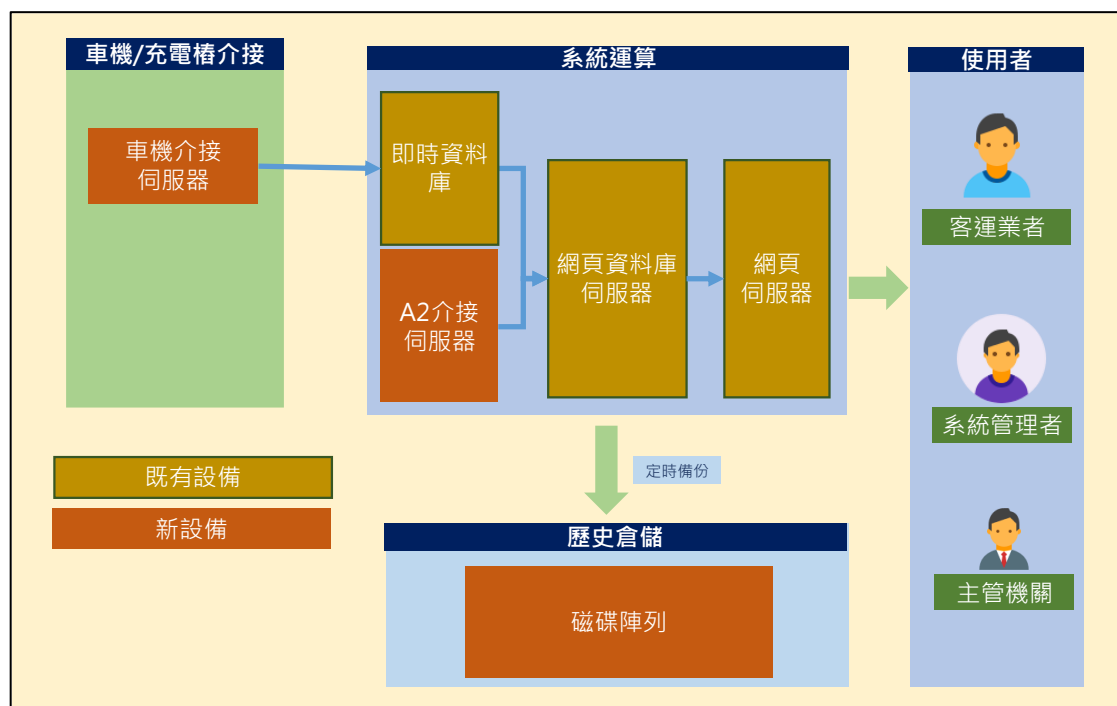 車機/充電樁介接
車機介接
伺服器
系統運算
即時資料
庫
A2介接
伺服器
網頁資料庫
伺服器
網頁
伺服器
使用者
客運業者
系統管理者
主管機關
既有設備
新設備
定時備份
歷史倉儲
磁碟陣列